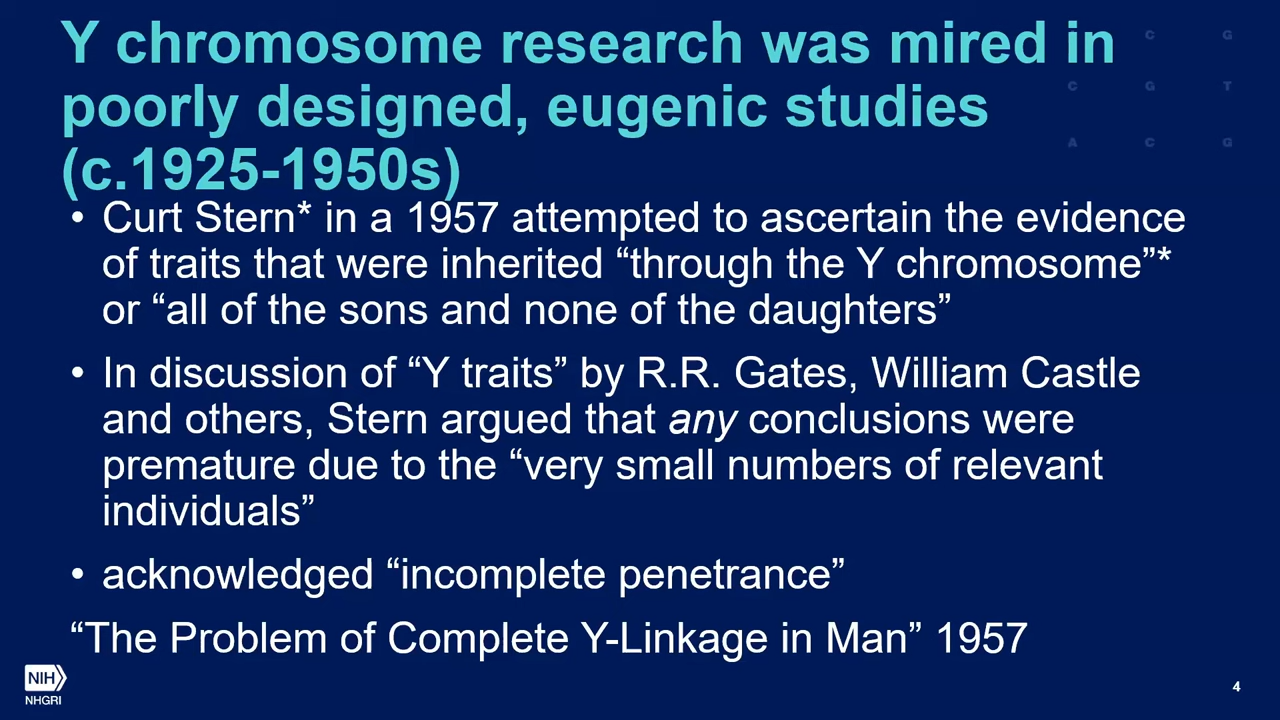 Y chromosome research was mired in
poorly designed, eugenic studies
(c.1925-1950s)
C G
C G T
A C G
• Curt Stern* in a 1957 attempted to ascertain the evidence
of traits that were inherited “through the Y chromosome”*
or “all of the sons and none of the daughters”
• In discussion of “Y traits” by R.R. Gates, William Castle
and others, Stern argued that any conclusions were
premature due to the “very small numbers of relevant
individuals”
• acknowledged “incomplete penetrance”
“The Problem of Complete Y-Linkage in Man” 1957
NIH
NHGRI
4